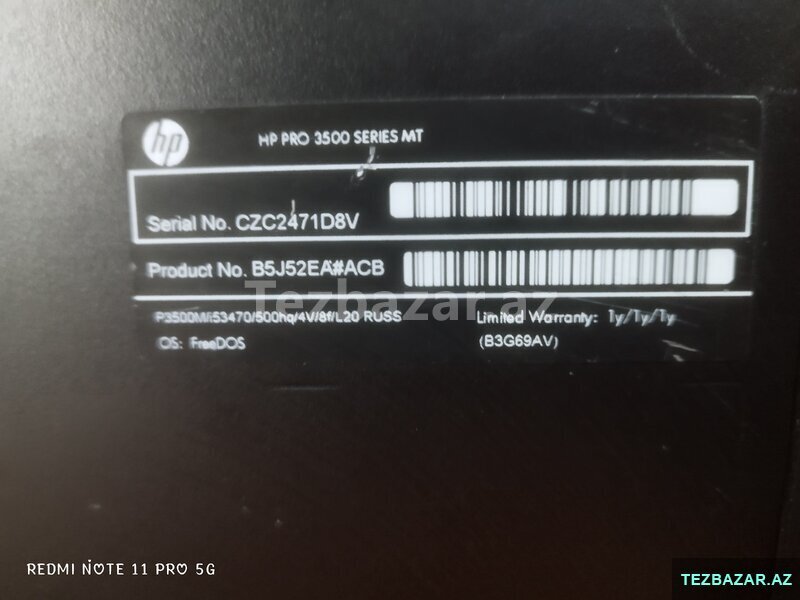 hp
HP PRO 3500 SERIES MT
Serial No. CZC2471D8V
Product No. B5J52EA#ACB
Tezbazar.az
P3500M/i53470/500hq/4V/8f/L20 RUSS
Limited Warranty: 1y/1y/1y
OS: FreeDOS
(B3G69AV)
REDMI NOTE 11 PRO 5G
TEZBAZAR.AZ